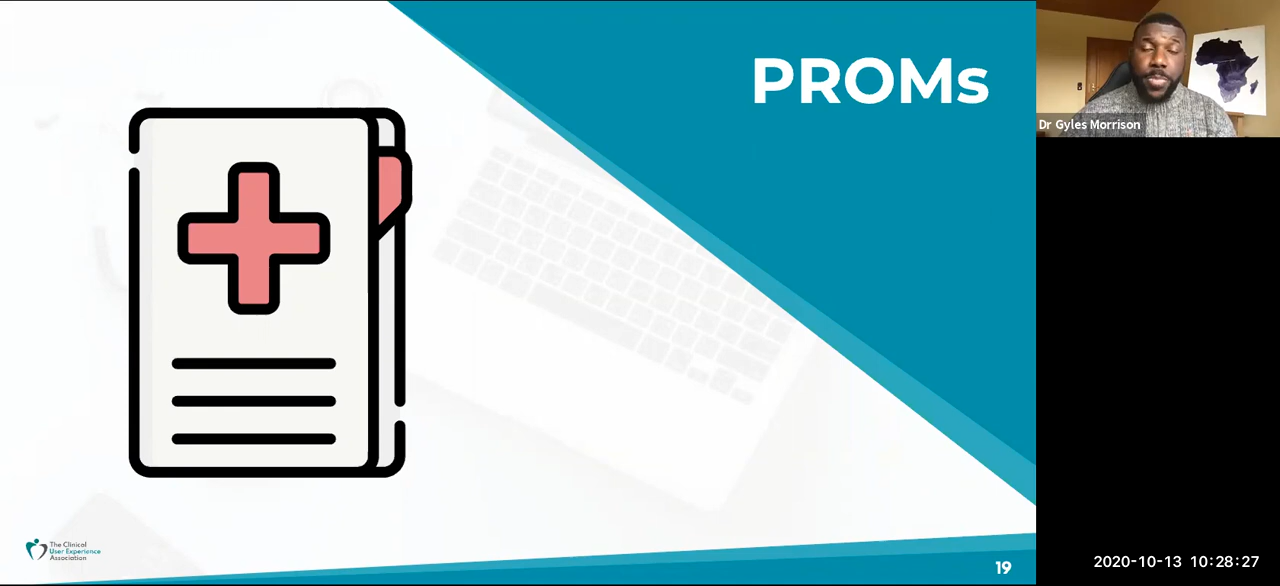 PROMs
Dr Gyles Morrison
The Clinical
User Experience
Association
19
2020-10-13 10:28:27